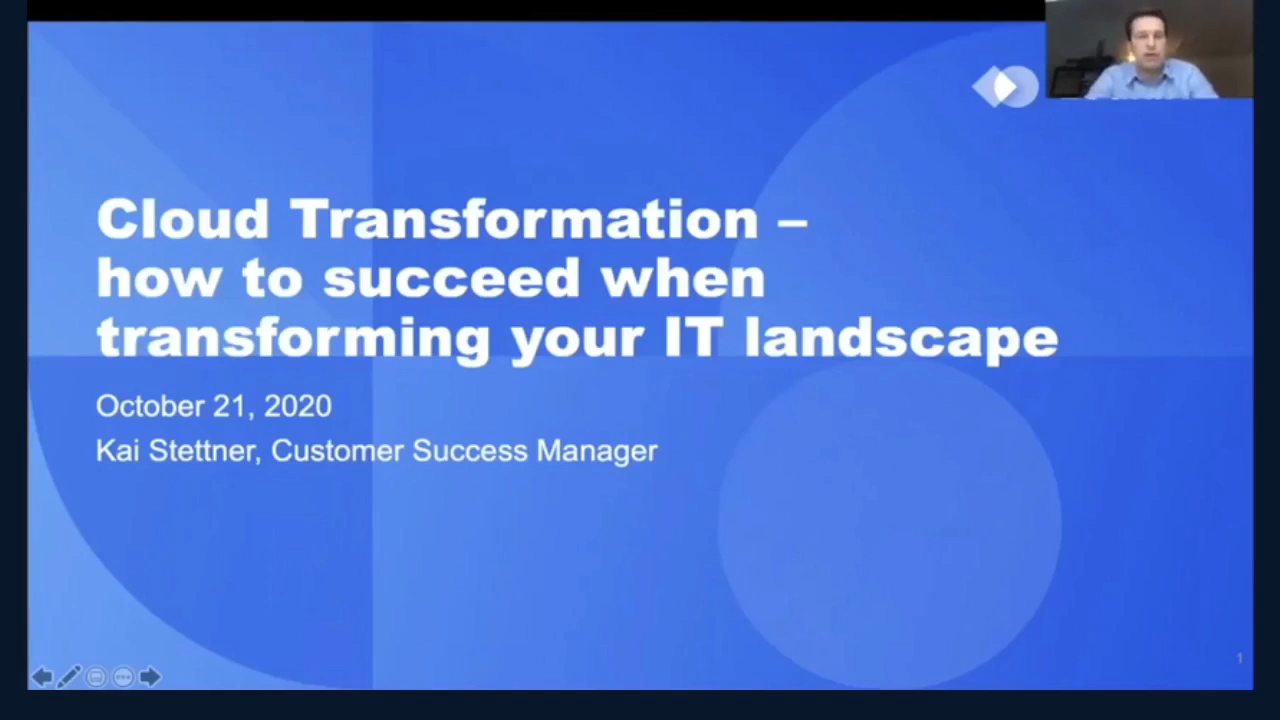 Cloud Transformation –
how to succeed when
transforming your IT landscape
October 21, 2020
Kai Stettner, Customer Success Manager
1